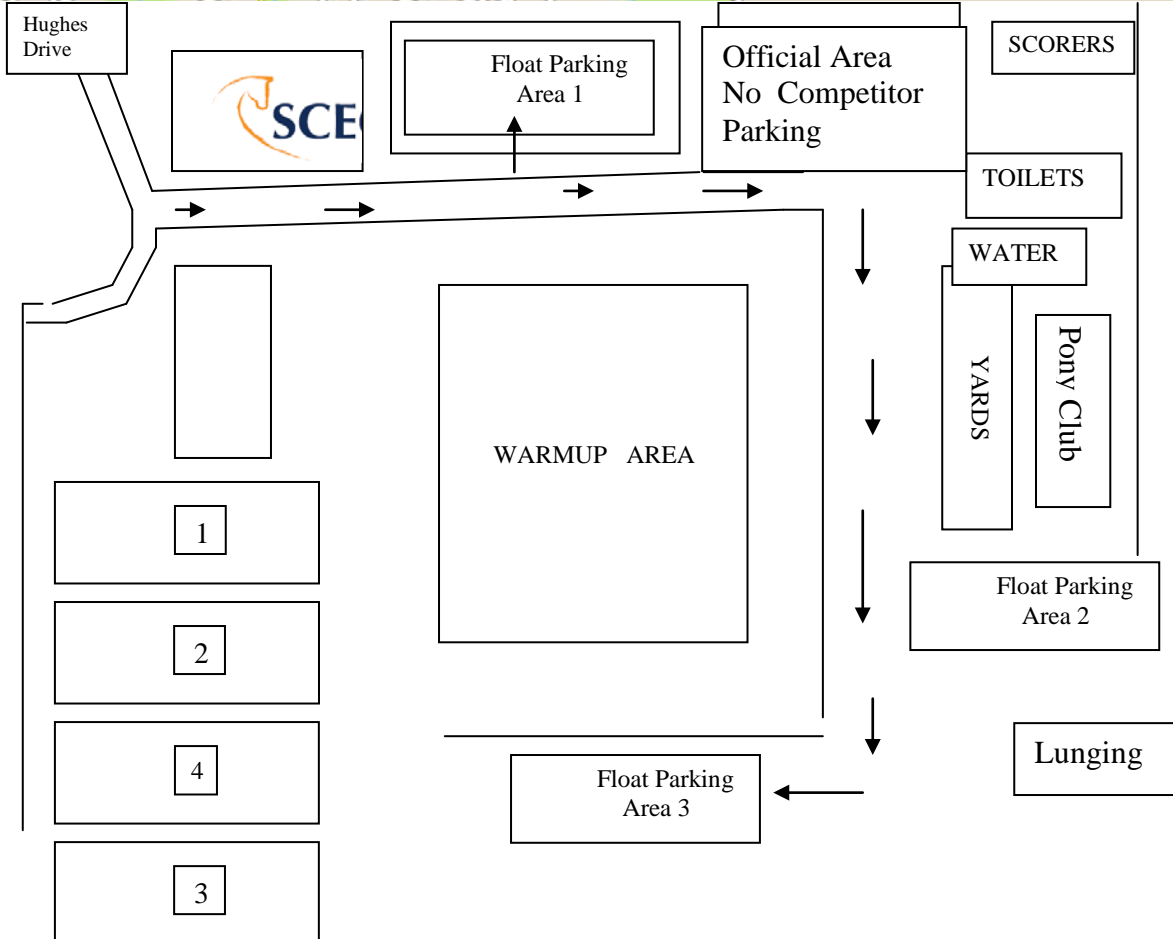 Hughes
Drive
SCE
Float Parking
Area 1
Official Area
No Competitor
Parking
SCORERS
TOILETS
WATER
YARDS
Pony Club
WARMUP AREA
1
2
4
3
Float Parking
Area 2
Lunging
Float Parking
Area 3